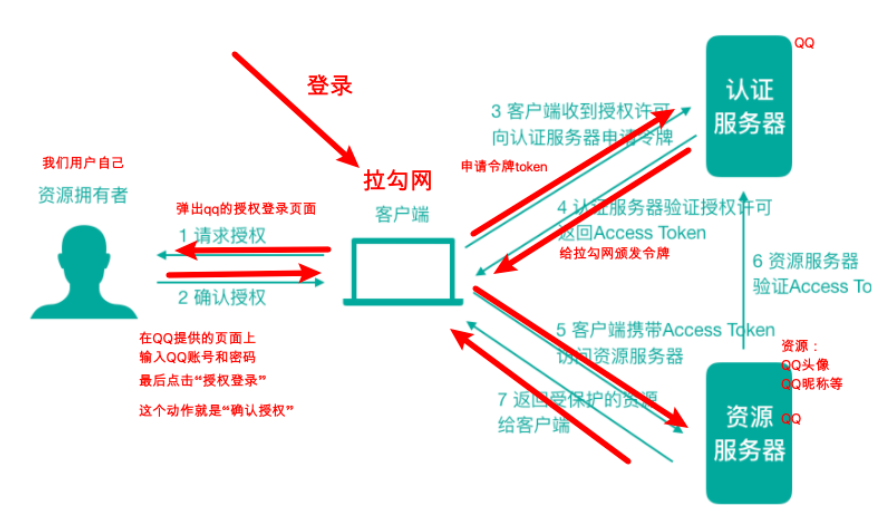 QQ
登录
认证
服务器
3 客户端收到授权许可
向认证服务器申请令牌
我们用户自己
资源拥有者
申请令牌token
拉勾网
客户端
弹出qq的授权登录页面
1 请求授权
4 认证服务器验证授权许可
返回Access Token
给拉勾网颁发令牌
6 资源服务器
验证Access To
2 确认授权
在QQ提供的页面上
输入QQ账号和密码
最后点击“授权登录”
这个动作就是“确认授权”
5 客户端携带Access Token
访问资源服务器
资源：
QQ头像
QQ昵称等
7 返回受保护的资源
给客户端
资源
服务器
QQ